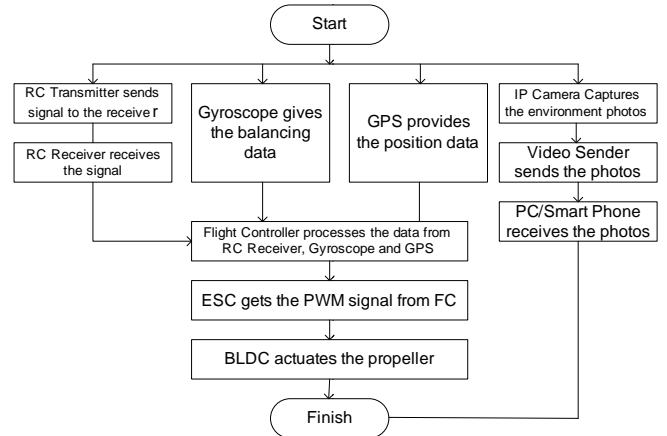 Start
RC Transmitter sends
signal to the receiver
RC Receiver receives
the signal
Gyroscope gives
the balancing
data
GPS provides
the position data
IP Camera Captures
the environment photos
Video Sender
sends the photos
PC/Smart Phone
receives the photos
Flight Controller processes the data from
RC Receiver, Gyroscope and GPS
ESC gets the PWM signal from FC
BLDC actuates the propeller
Finish